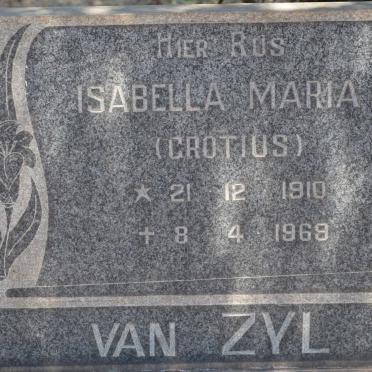 HIER RUS
ISABELLA MARIA
(GROTIUS)
* 21 12 1910
+ 8 4 1969
VAN ZYL